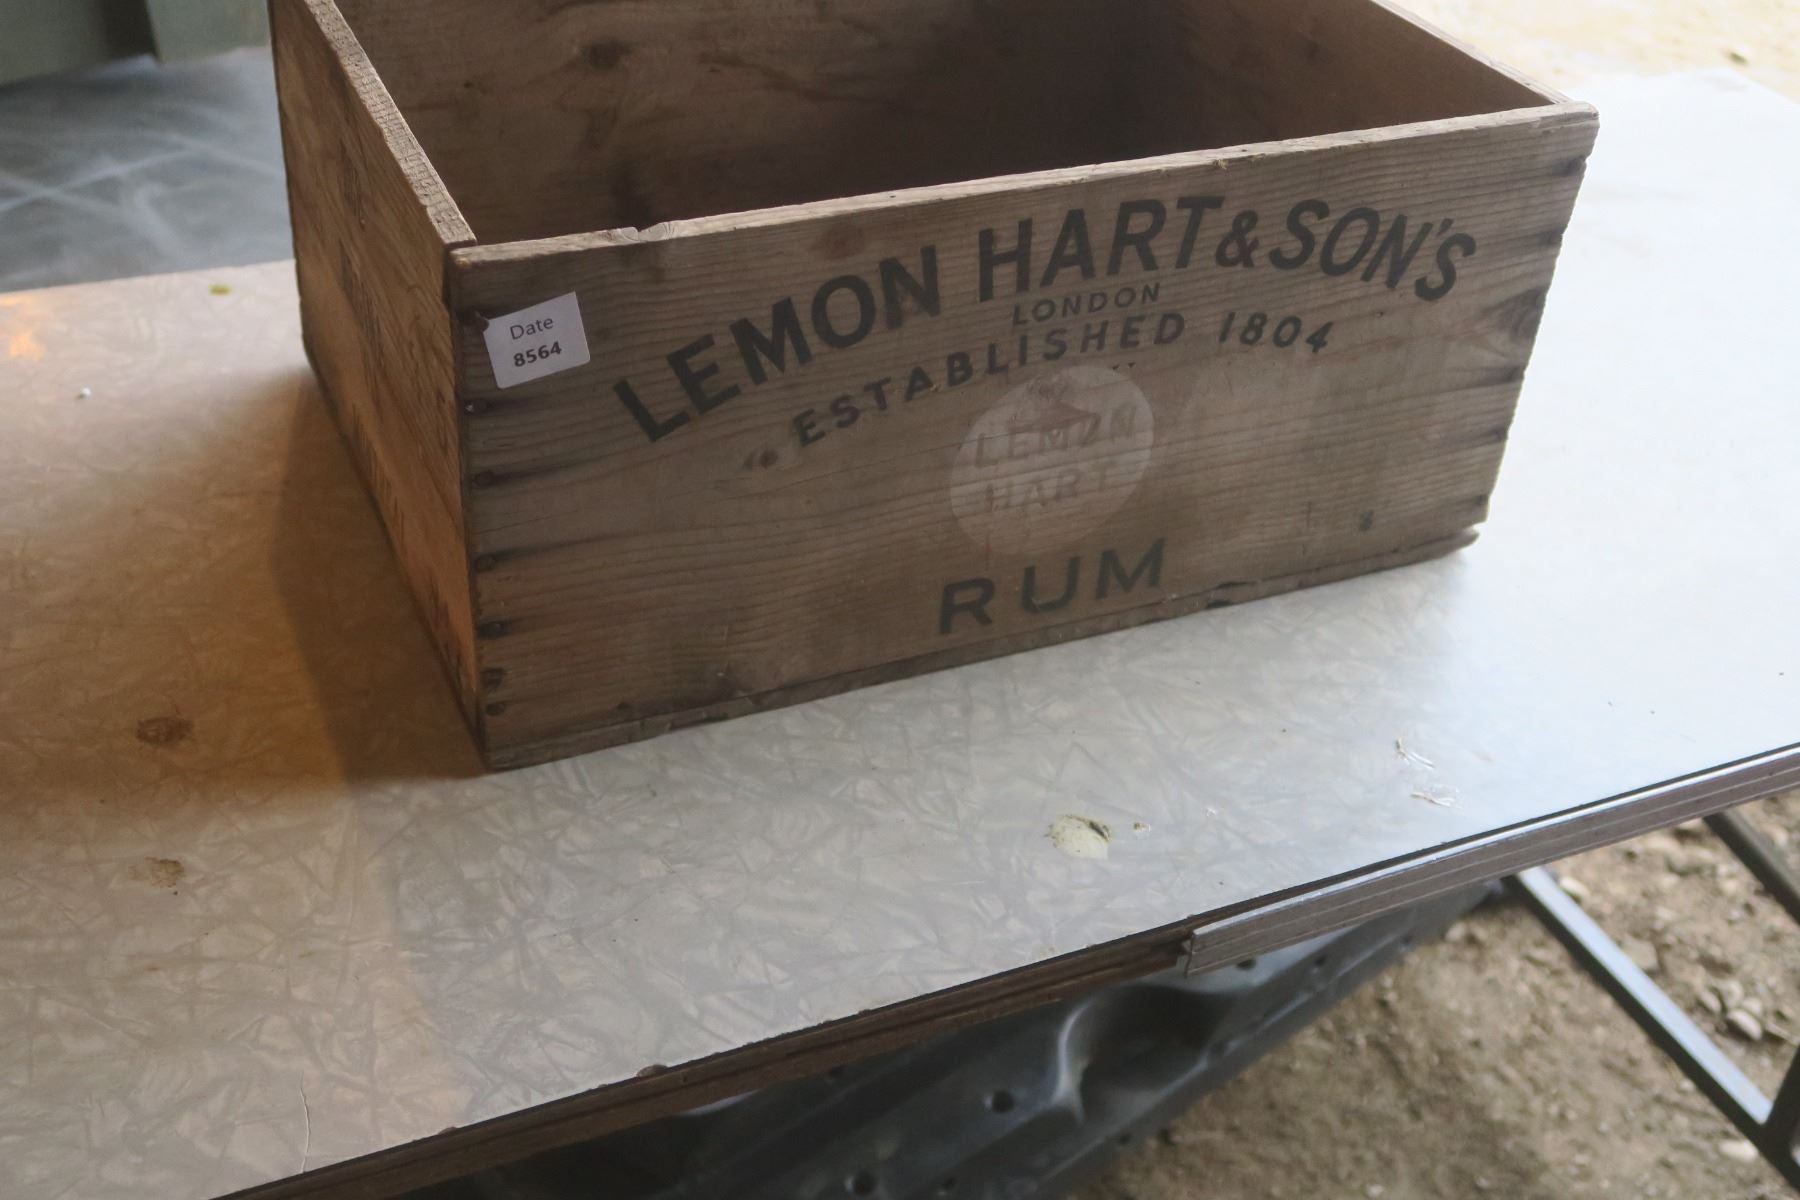 Date
8564
LEMON HART & SON'S
LONDON
ESTABLISHED 1804
LEMON
HART
RUM